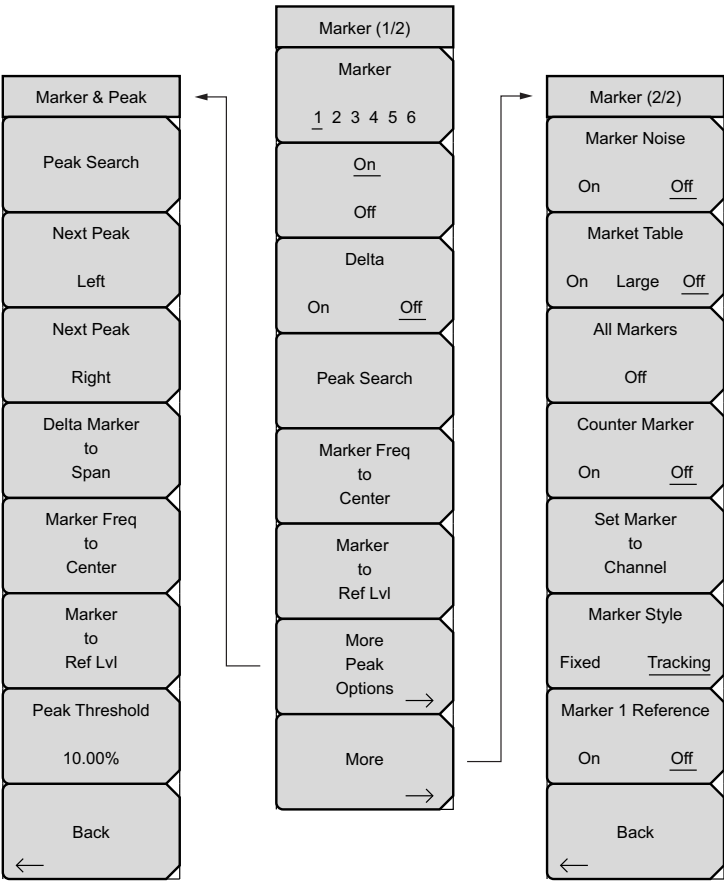 Marker & Peak
Peak Search
Next Peak
Left
Next Peak
Right
Delta Marker
to
Span
Marker Freq
to
Center
Marker
to
Ref Lvl
Peak Threshold
10.00%
Back
Marker (1/2)
Marker
1 2 3 4 5 6
On
Off
Delta
On Off
Peak Search
Marker Freq
to
Center
Marker
to
Ref Lvl
More
Peak
Options
More
Marker (2/2)
Marker Noise
On Off
Market Table
On Large Off
All Markers
Off
Counter Marker
On Off
Set Marker
to
Channel
Marker Style
Fixed Tracking
Marker 1 Reference
On Off
Back